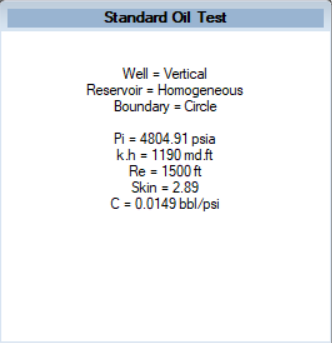 Standard Oil Test
Well = Vertical
Reservoir = Homogeneous
Boundary = Circle
Pi = 4804.91 psia
k.h = 1190 md.ft
Re = 1500 ft
Skin = 2.89
C = 0.0149 bbl/psi